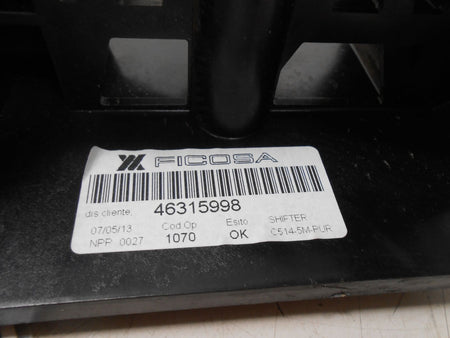 FICOSA
dis cliente. 46315998
07/05/13 Cod.Op Esito SHIFTER
NPP 0027 1070 OK C514-5M-PUR